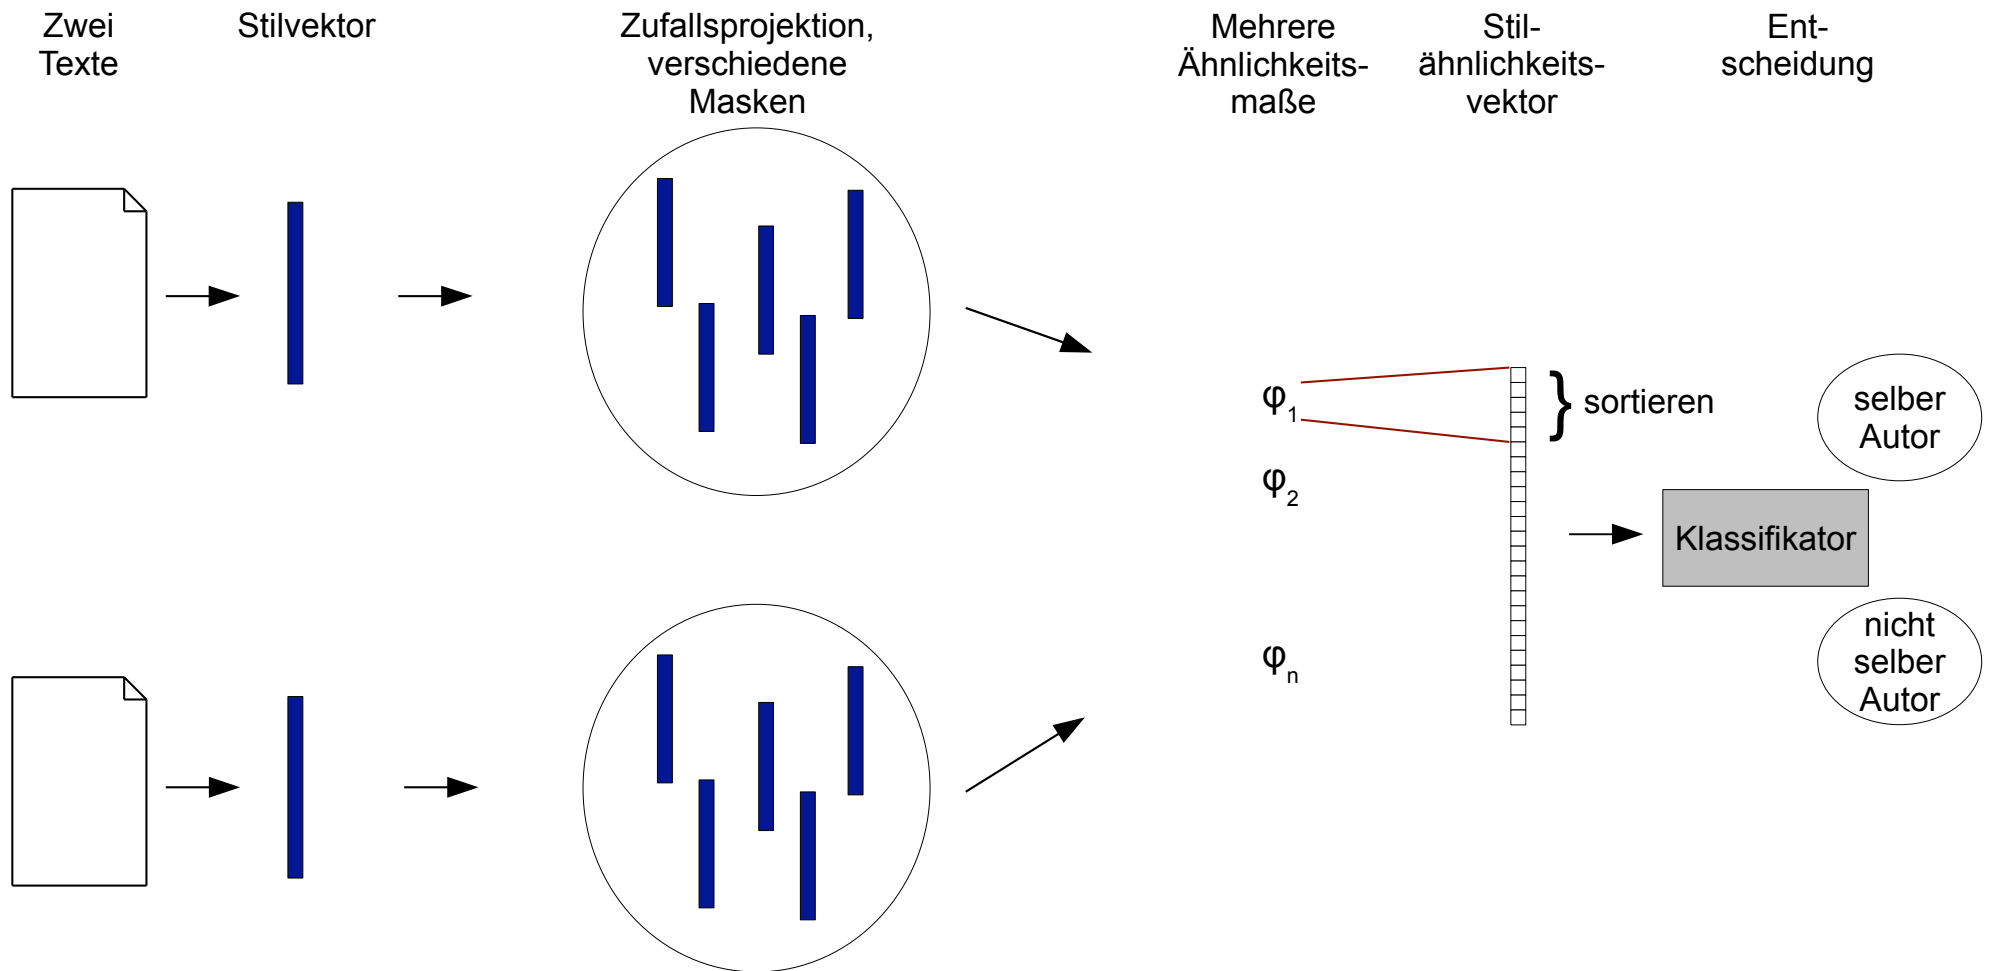 Zwei
Texte
Stilvektor
Zufallsprojektion,
verschiedene
Masken
Mehrere
Ähnlichkeits-
maße
Stil-
ähnlichkeits-
vektor
Ent-
scheidung
φ1
} sortieren
φ2
φn
selber
Autor
Klassifikator
nicht
selber
Autor